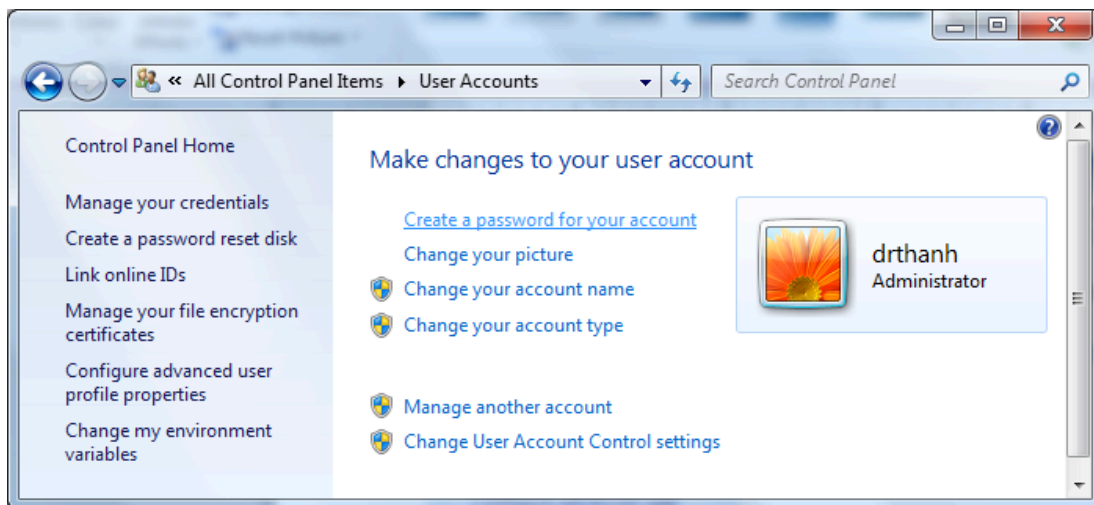 « All Control Panel Items ▸ User Accounts
Search Control Panel
Control Panel Home
Manage your credentials
Create a password reset disk
Link online IDs
Manage your file encryption
certificates
Configure advanced user
profile properties
Change my environment
variables
Make changes to your user account
Create a password for your account
Change your picture
Change your account name
Change your account type
Manage another account
Change User Account Control settings
drthanh
Administrator